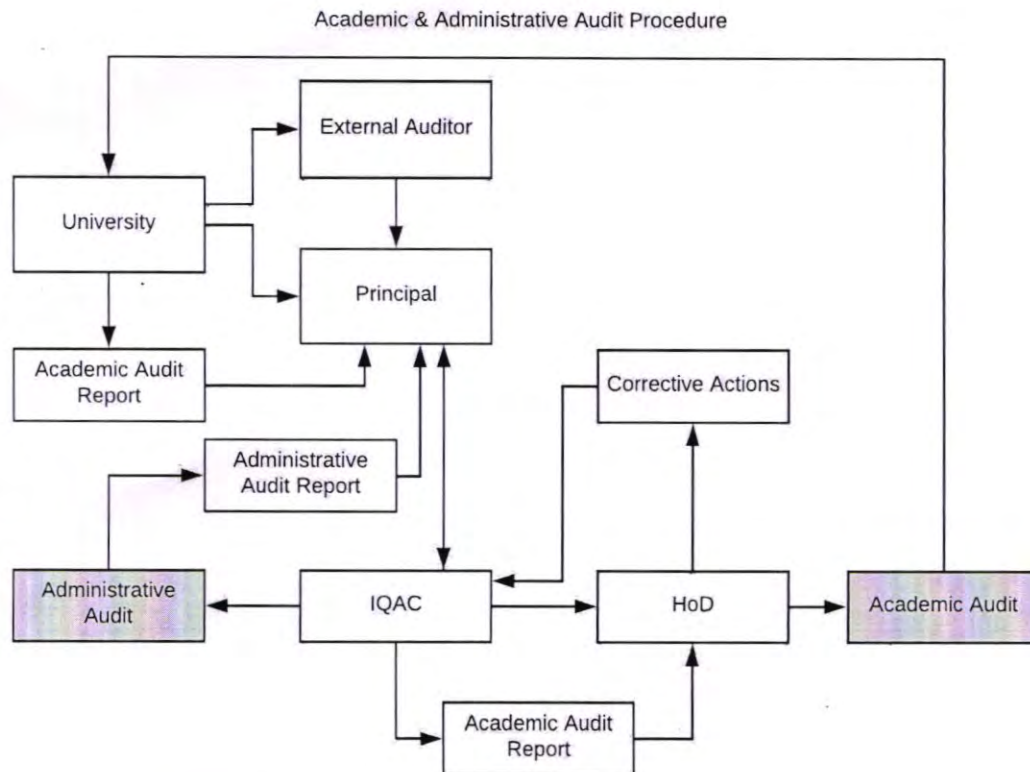 Academic & Administrative Audit Procedure
External Auditor
University
Principal
Academic Audit
Report
Corrective Actions
Administrative
Audit Report
Administrative
Audit
IQAC
HoD
Academic Audit
Academic Audit
Report